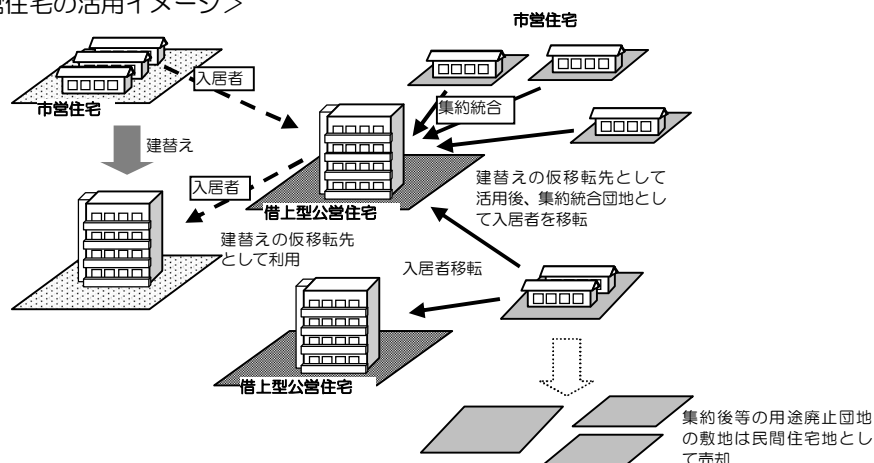 営住宅の活用イメージ＞
市営住宅
入居者
集約統合
市営住宅
建替え
入居者
建替えの仮移転先として
活用後、集約統合団地とし
て入居者を移転
借上型公営住宅
建替えの仮移転先
として利用
入居者移転
借上型公営住宅
集約後等の用途廃止団地
の敷地は民間住宅地とし
て売却